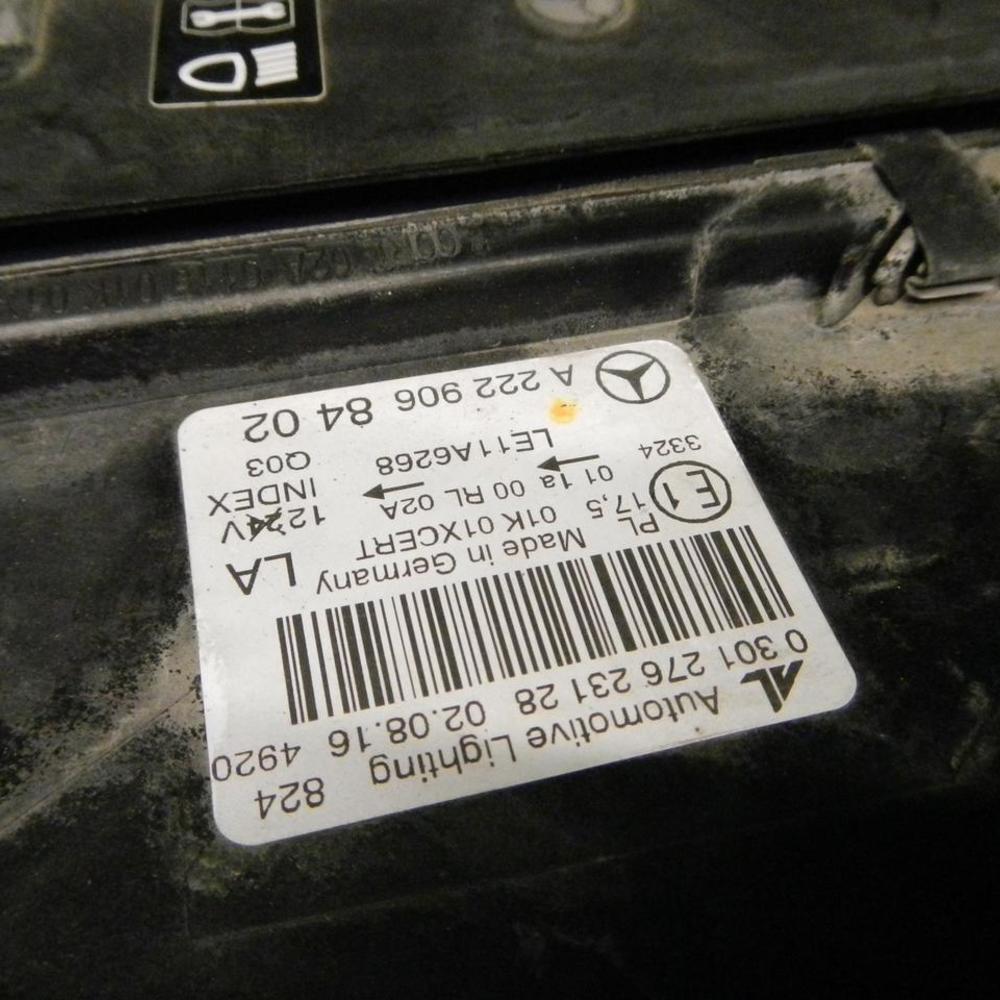 Automotive Lighting 824
0 301 276 231 28 02.08.16 4920
Made in Germany LA
PL 17,5 01K 01XCERT 12V
E1 01 1a 00 RL 02A INDEX
3324 LE11A6268 Q03
A 222 906 84 02